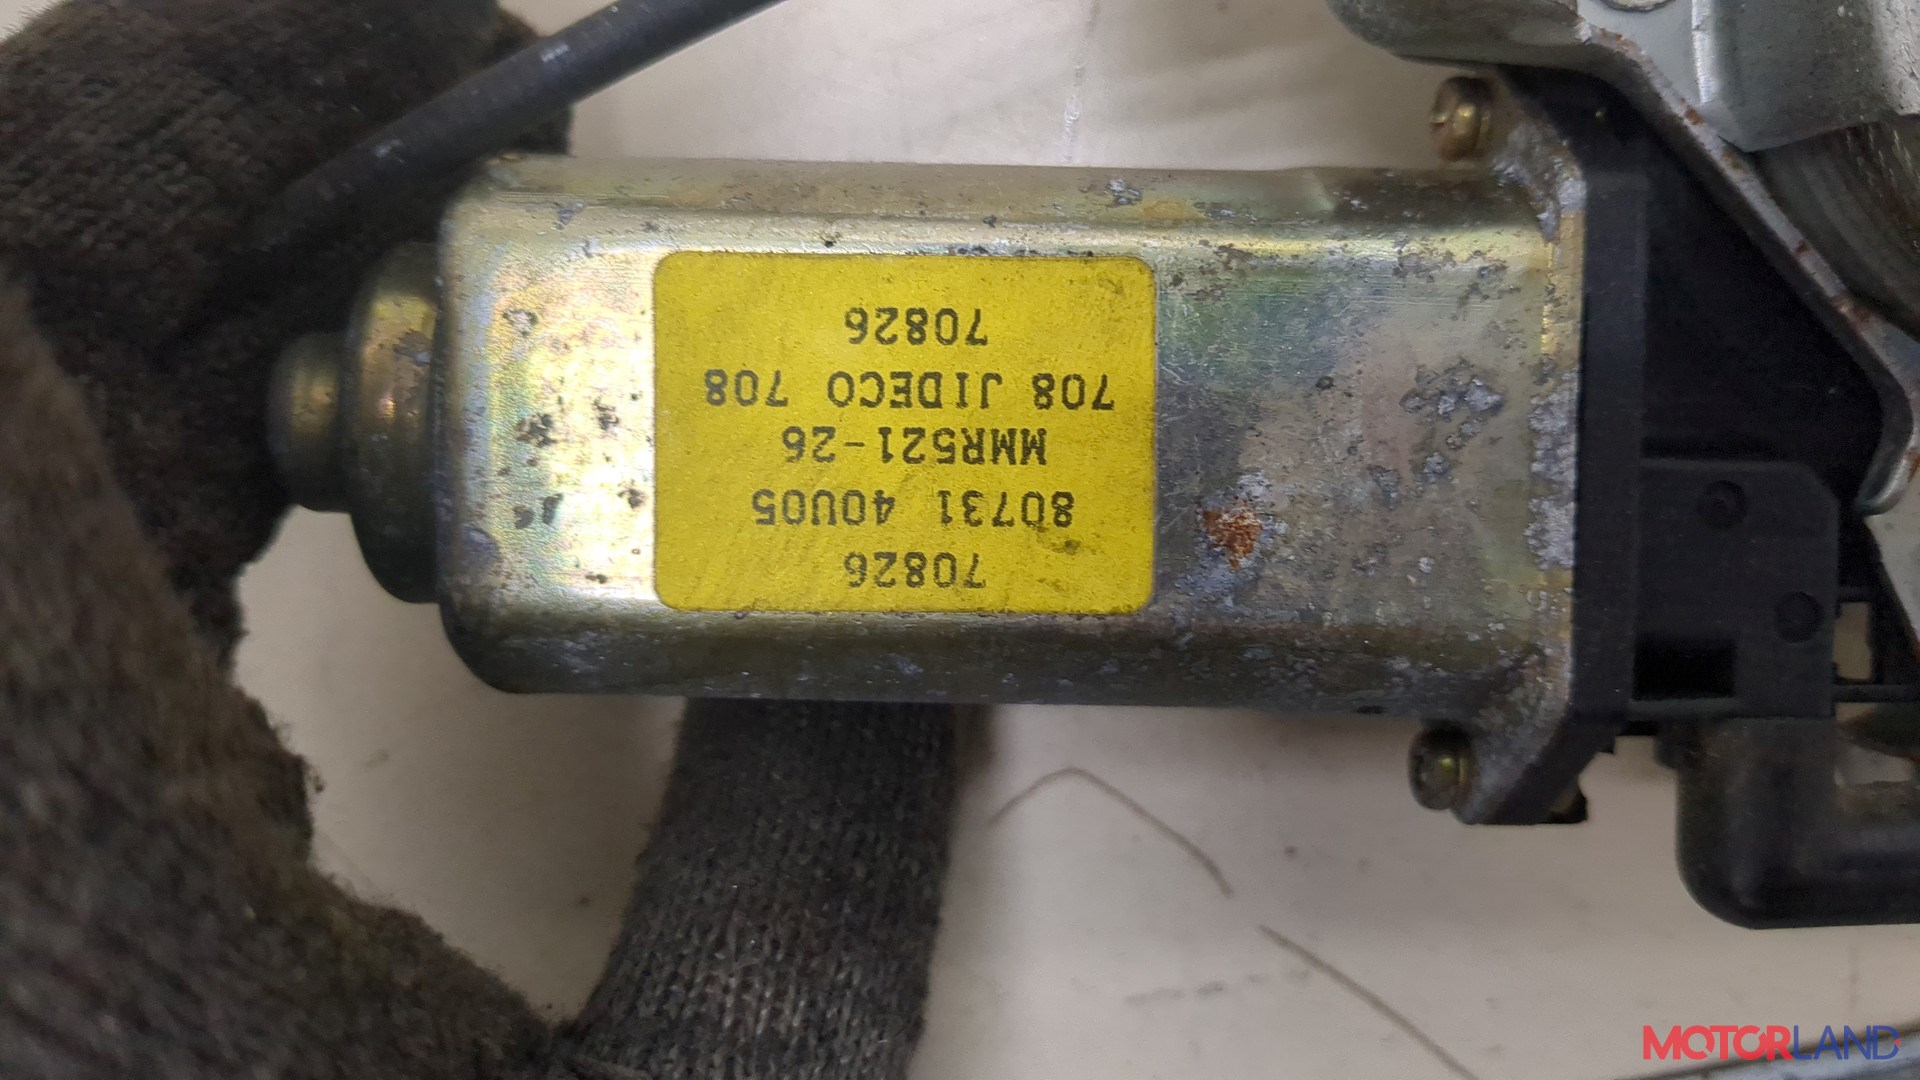 70826
80731 40U05
MMR521-26
708 JIDECO 708
70826
MOTORLAND